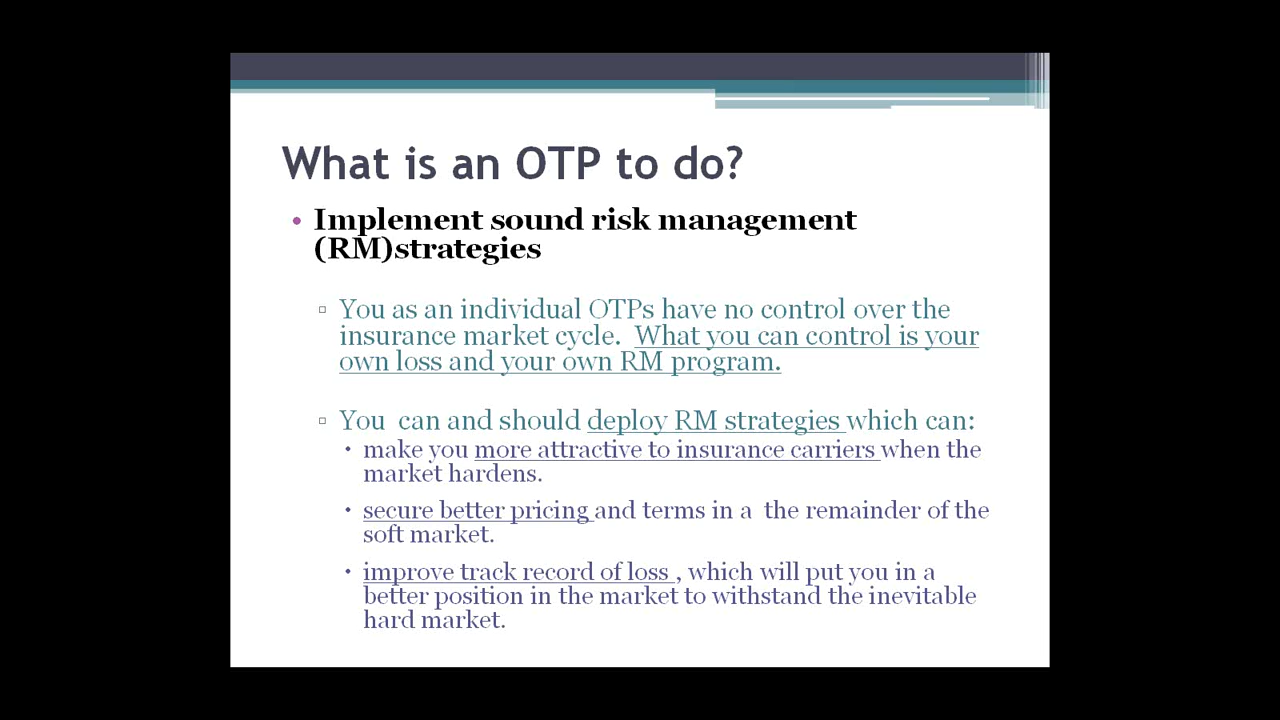 What is an OTP to do?
• Implement sound risk management
(RM)strategies
▫ You as an individual OTPs have no control over the
insurance market cycle.  What you can control is your
own loss and your own RM program.
▫ You  can and should deploy RM strategies which can:
• make you more attractive to insurance carriers when the
market hardens.
• secure better pricing and terms in a  the remainder of the
soft market.
• improve track record of loss , which will put you in a
better position in the market to withstand the inevitable
hard market.